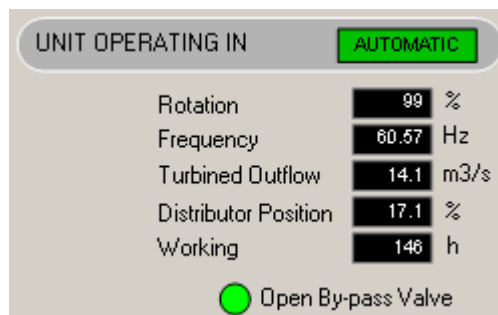 UNIT OPERATING IN AUTOMATIC
Rotation 99 %
Frequency 60.57 Hz
Turbined Outflow 14.1 m3/s
Distributor Position 17.1 %
Working 146 h
Open By-pass Valve